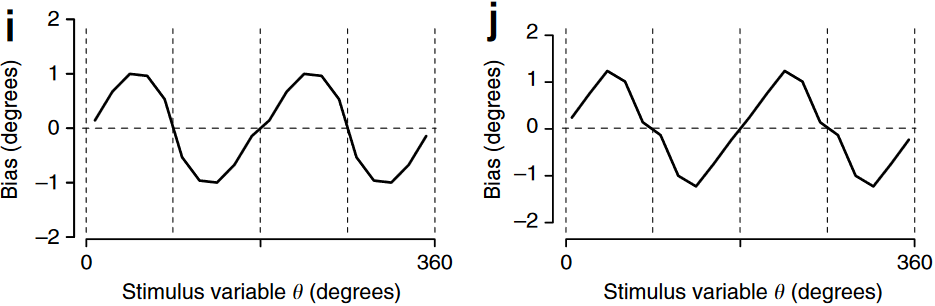 i
2
1
0
−1
−2
Bias (degrees)
0
360
Stimulus variable θ (degrees)
j
2
1
0
−1
−2
Bias (degrees)
0
360
Stimulus variable θ (degrees)